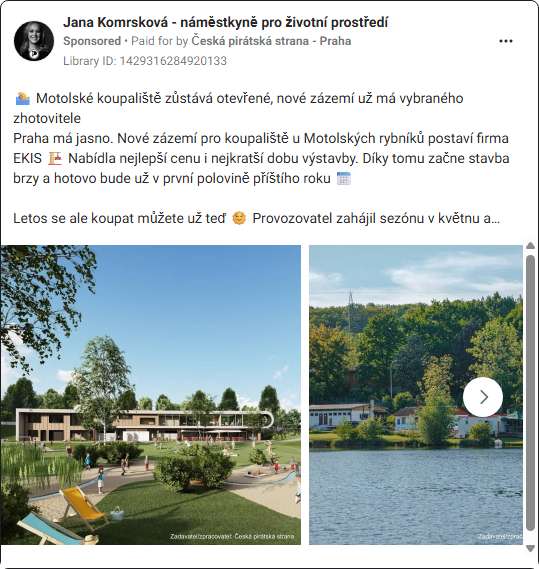 Jana Komrsková - náměstkyně pro životní prostředí
Sponsored • Paid for by Česká pirátská strana - Praha
Library ID: 1429316284920133
🏊 Motolské koupaliště zůstává otevřené, nové zázemí už má vybraného
zhotovitele
Praha má jasno. Nové zázemí pro koupaliště u Motolských rybníků postaví firma
EKIS 🏗️ Nabídla nejlepší cenu i nejkratší dobu výstavby. Díky tomu začne stavba
brzy a hotovo bude už v první polovině příštího roku 🗓️
Letos se ale koupat můžete už teď 🌞 Provozovatel zahájil sezónu v květnu a...
Zadavatel/zpracovatel: Česká pirátská strana
Zadavatel/zpracov